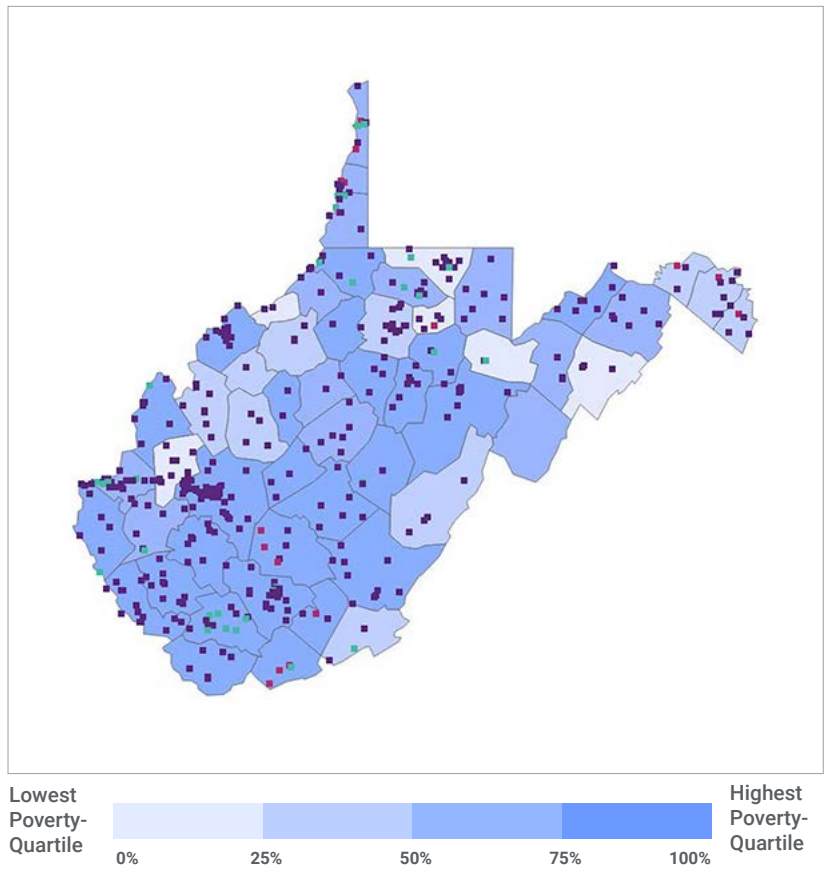 Lowest
Poverty-
Quartile
0%
25%
50%
75%
100%
Highest
Poverty-
Quartile